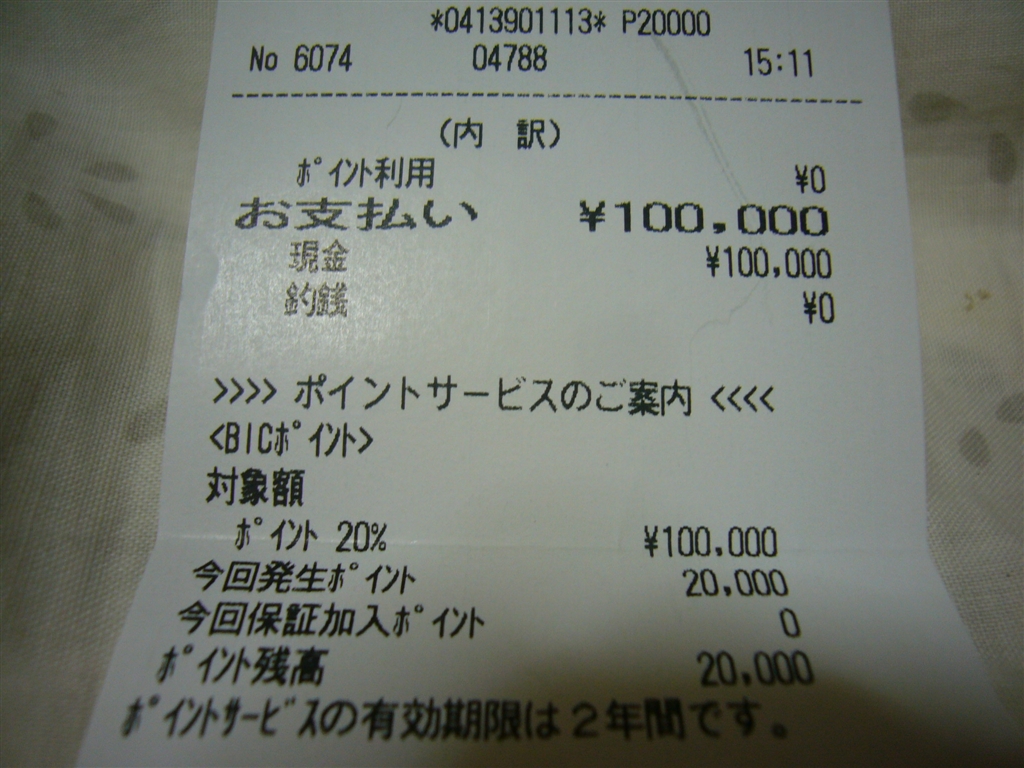 *0413901113* P20000
No 6074 04788 15:11
(内 訳)
ﾎﾟｲﾝﾄ利用 ¥0
お支払い ¥100,000
現金 ¥100,000
釣銭 ¥0
>>>> ポイントサービスのご案内 <<<<
<BICﾎﾟｲﾝﾄ>
対象額
ﾎﾟｲﾝﾄ 20% ¥100,000
今回発生ﾎﾟｲﾝﾄ 20,000
今回保証加入ﾎﾟｲﾝﾄ 0
ﾎﾟｲﾝﾄ残高 20,000
ﾎﾟｲﾝﾄｻｰﾋﾞｽの有効期限は２年間です。